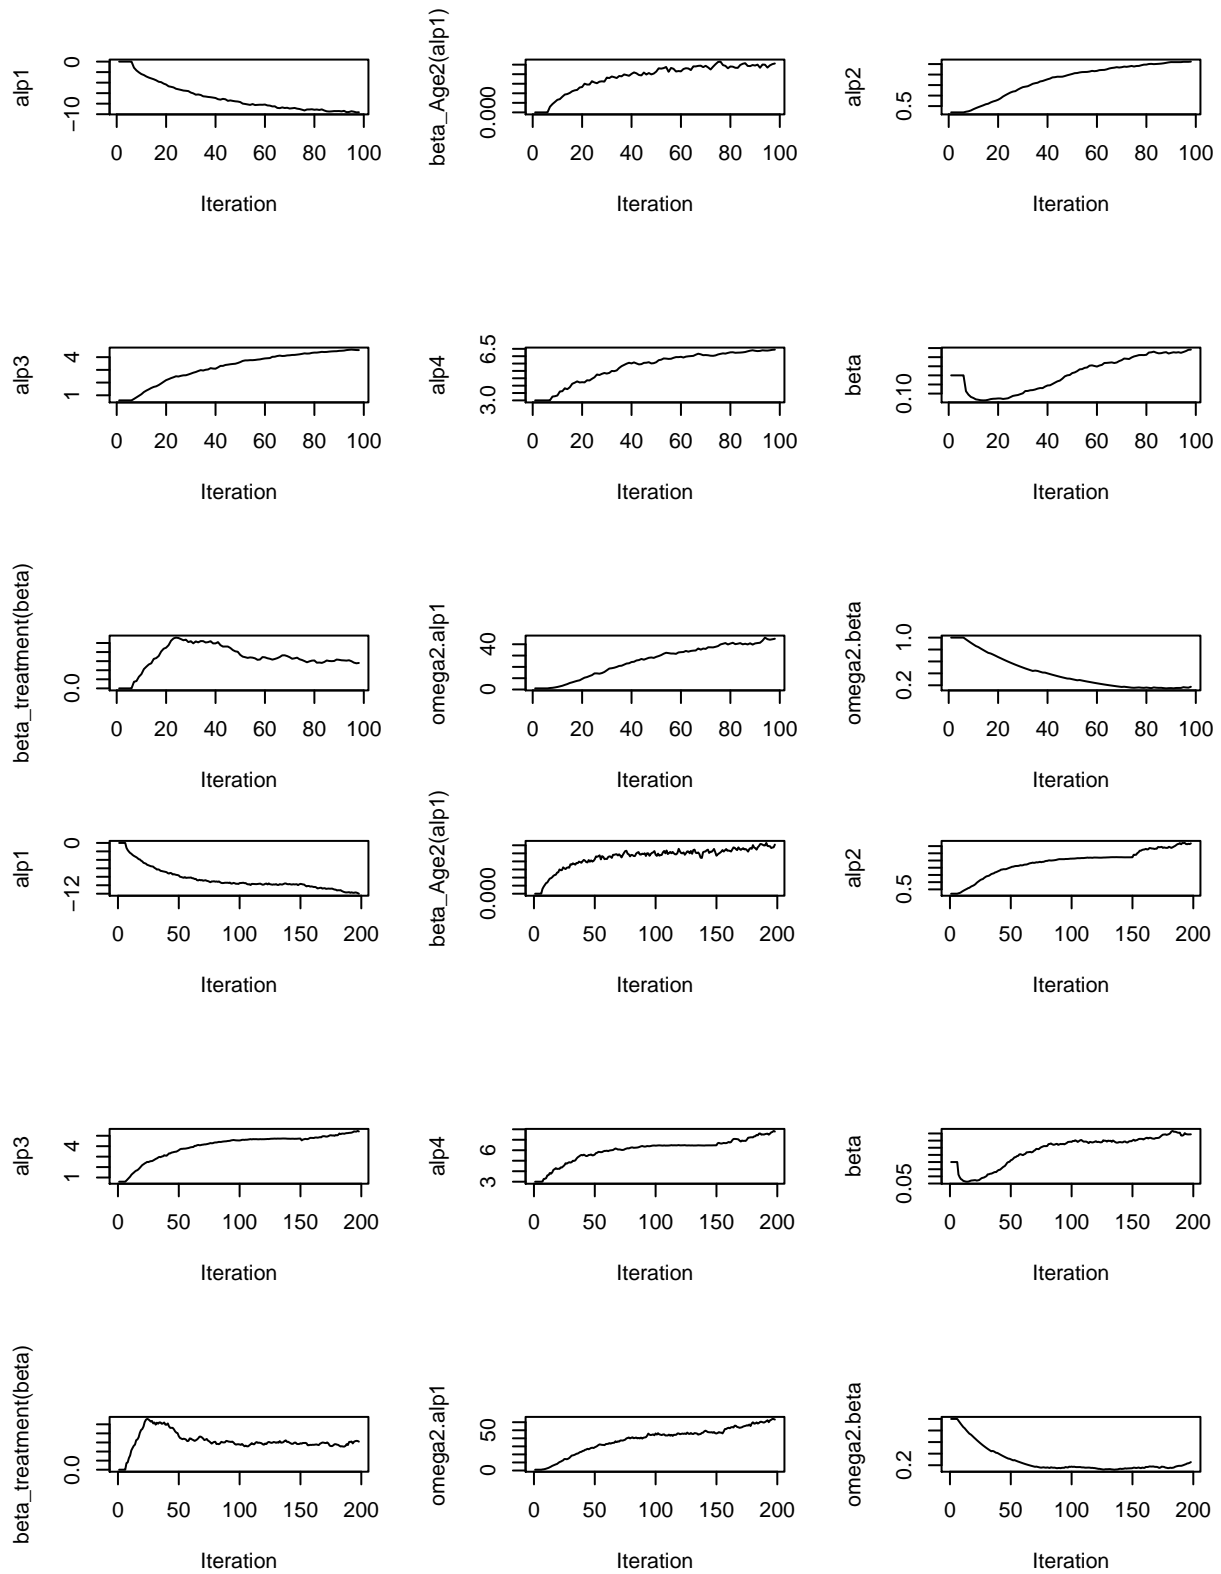 alp1
−10 0
0 20 40 60 80 100
Iteration
beta_Age2(alp1)
0.000
0 20 40 60 80 100
Iteration
alp2
0.5
0 20 40 60 80 100
Iteration
alp3
1 4
0 20 40 60 80 100
Iteration
alp4
3.0 6.5
0 20 40 60 80 100
Iteration
beta
0.10
0 20 40 60 80 100
Iteration
beta_treatment(beta)
0.0
0 20 40 60 80 100
Iteration
omega2.alp1
0 40
0 20 40 60 80 100
Iteration
omega2.beta
0.2 1.0
0 20 40 60 80 100
Iteration
alp1
−12 0
0 50 100 150 200
Iteration
beta_Age2(alp1)
0.000
0 50 100 150 200
Iteration
alp2
0.5
0 50 100 150 200
Iteration
alp3
1 4
0 50 100 150 200
Iteration
alp4
3 6
0 50 100 150 200
Iteration
beta
0.05
0 50 100 150 200
Iteration
beta_treatment(beta)
0.0
0 50 100 150 200
Iteration
omega2.alp1
0 50
0 50 100 150 200
Iteration
omega2.beta
0.2
0 50 100 150 200
Iteration